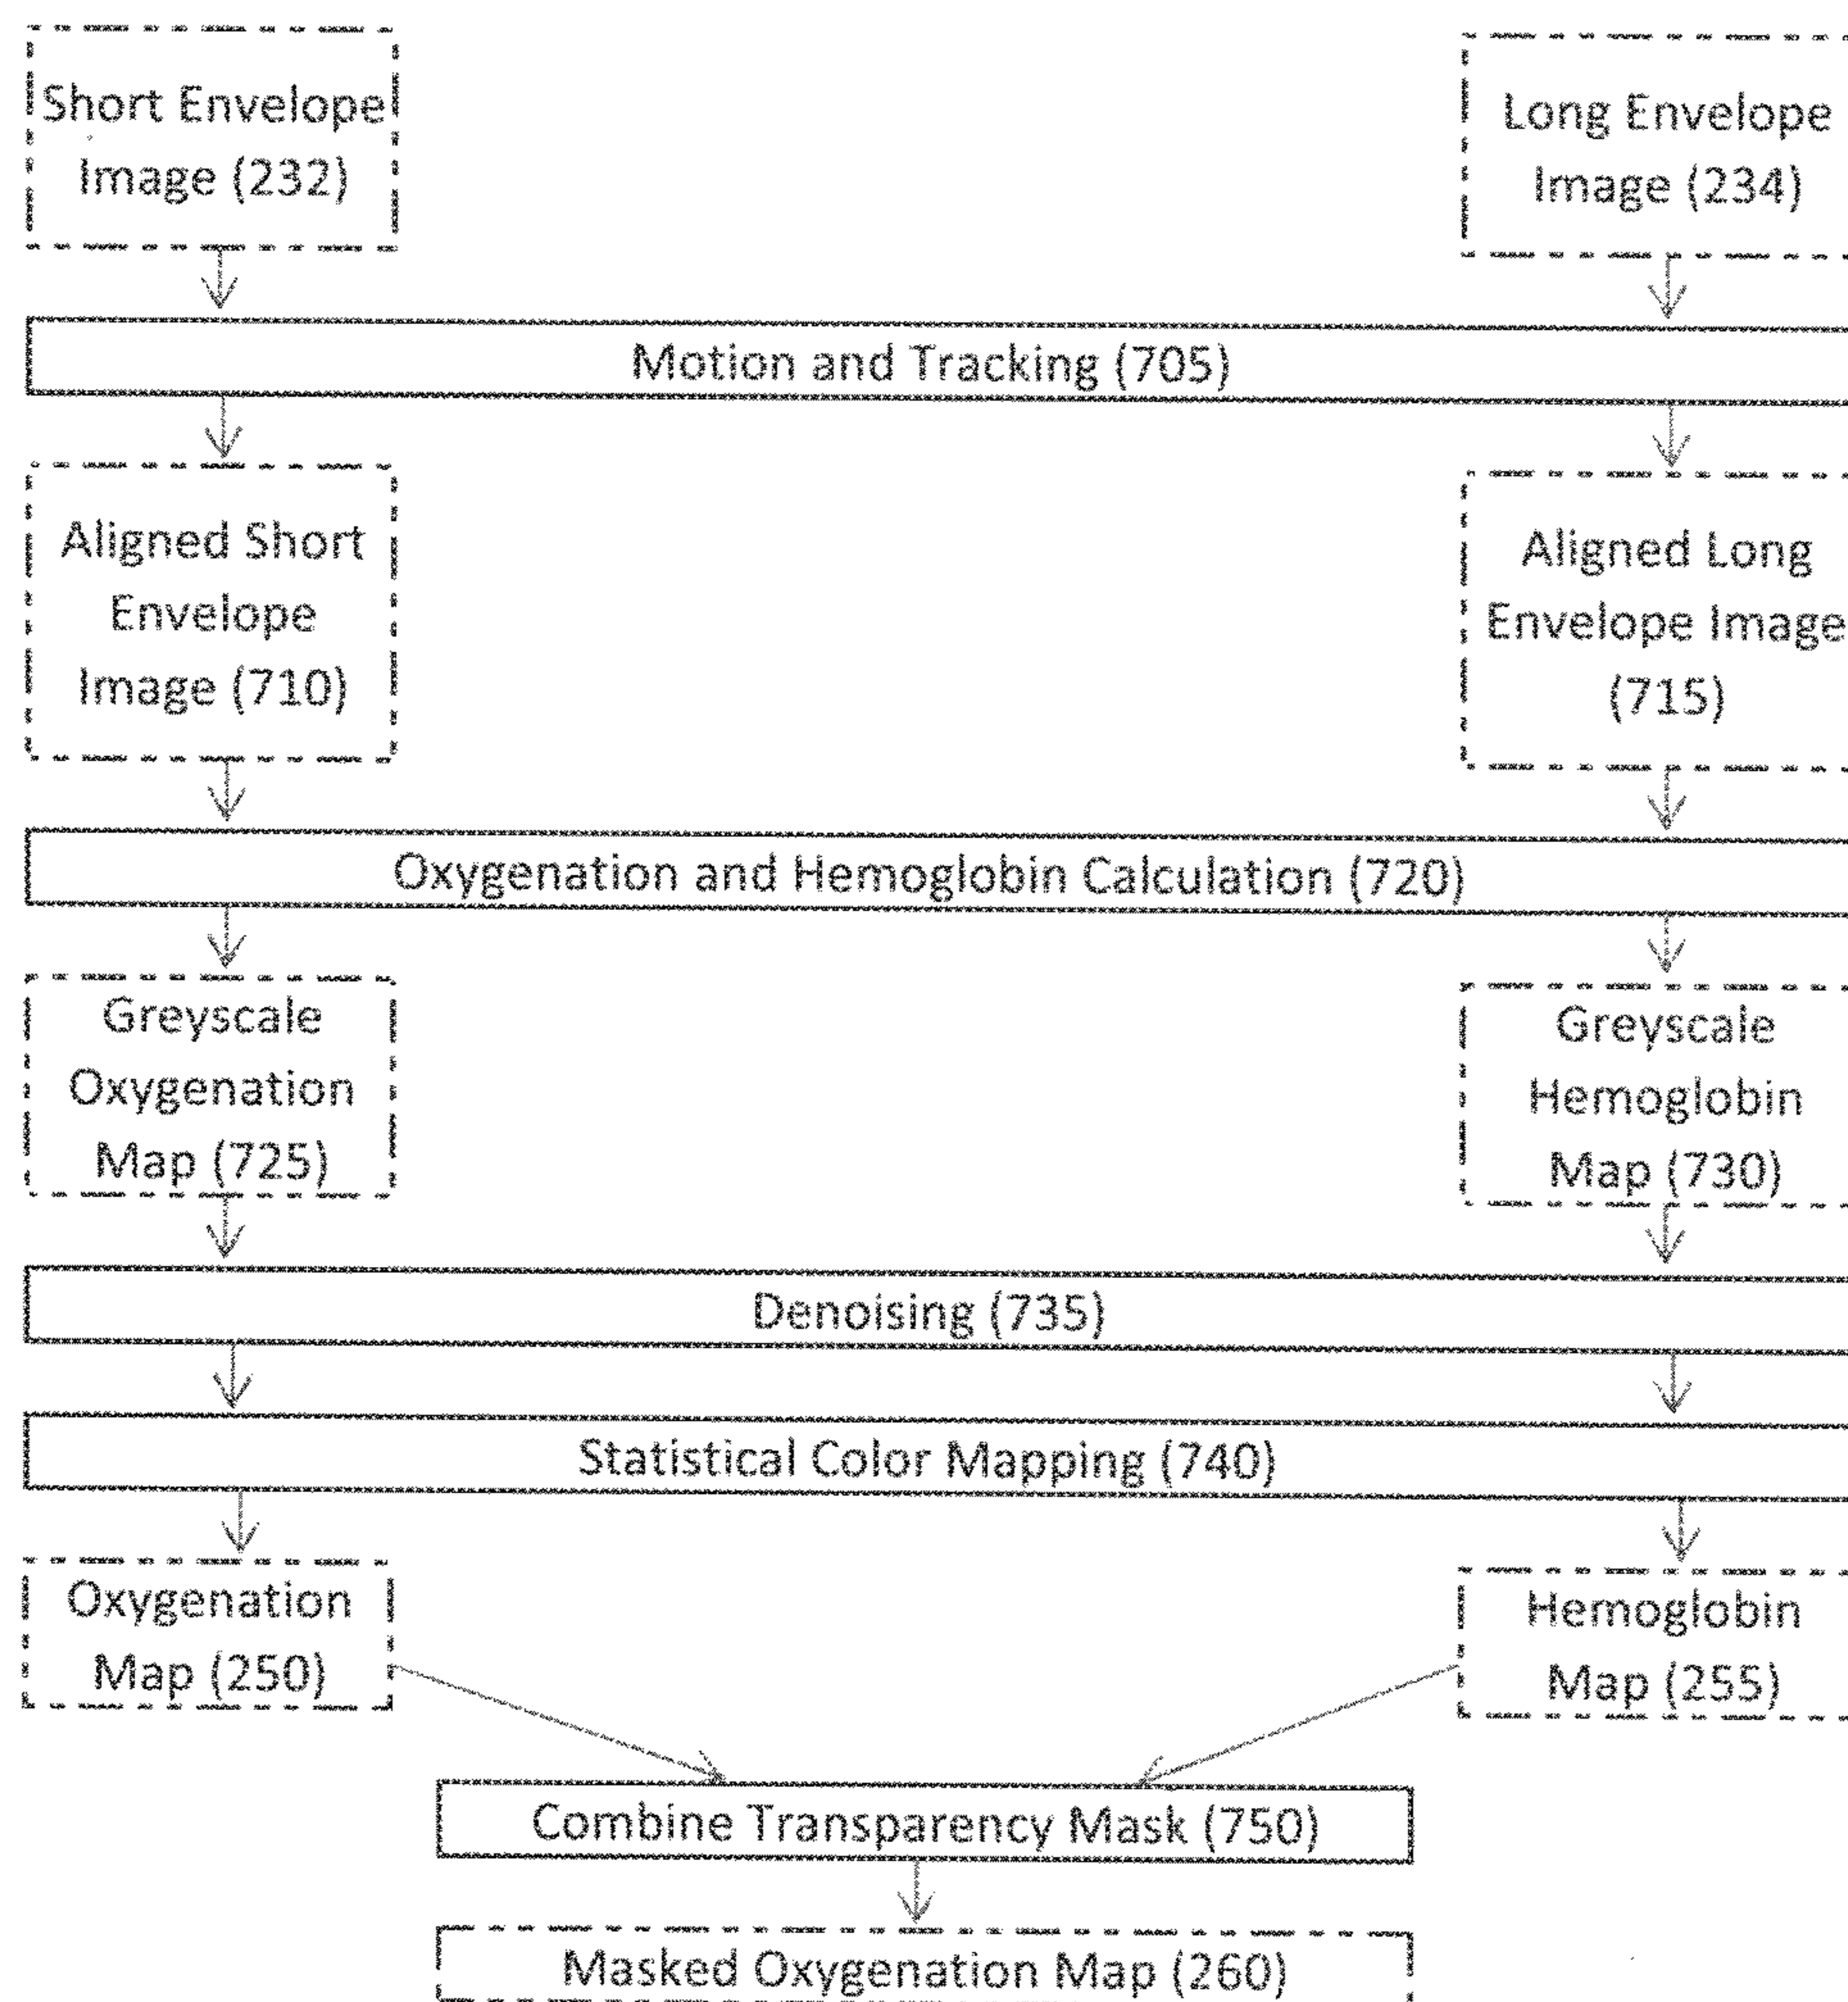 Short Envelope
Image (232)
Long Envelope
Image (234)
Motion and Tracking (705)
Aligned Short
Envelope
Image (710)
Aligned Long
Envelope Image
(715)
Oxygenation and Hemoglobin Calculation (720)
Greyscale
Oxygenation
Map (725)
Greyscale
Hemoglobin
Map (730)
Denoising (735)
Statistical Color Mapping (740)
Oxygenation
Map (250)
Hemoglobin
Map (255)
Combine Transparency Mask (750)
Masked Oxygenation Map (260)